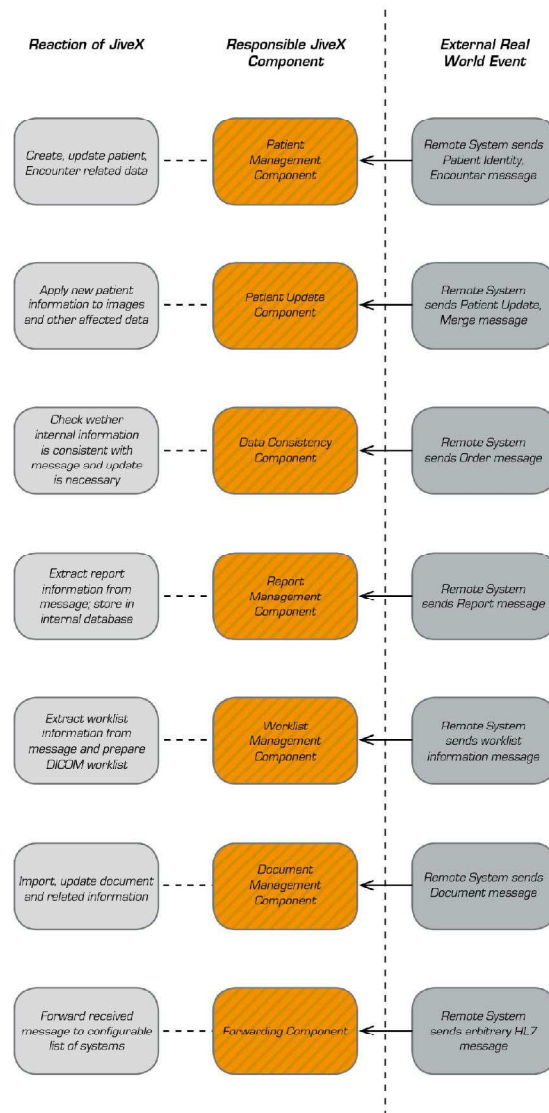 Reaction of JiveX
Responsible JiveX
Component
External Real
World Event
Create, update patient,
Encounter related data
Patient
Management
Component
Remote System sends
Patient Identity,
Encounter message
Apply new patient
information to images
and other affected data
Patient Update
Component
Remote System
sends Patient Update,
Merge message
Check wether
internal information
is consistent with
message and update
is necessary
Data Consistency
Component
Remote System
sends Order message
Extract report
information from
message; store in
internal database
Report
Management
Component
Remote System
sends Report message
Extract worklist
information from
message and prepare
DICOM worklist
Worklist
Management
Component
Remote System
sends worklist
information message
Import, update document
and related information
Document
Management
Component
Remote System sends
Document message
Forward received
message to configurable
list of systems
Forwarding Component
Remote System
sends arbitrary HL7
message